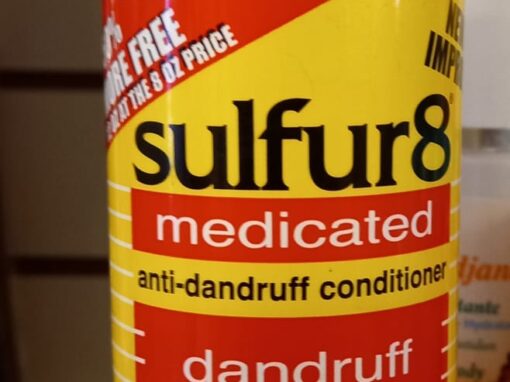 MORE FREE
AT THE 8 OZ PRICE
sulfur8
medicated
anti-dandruff conditioner
dandruff